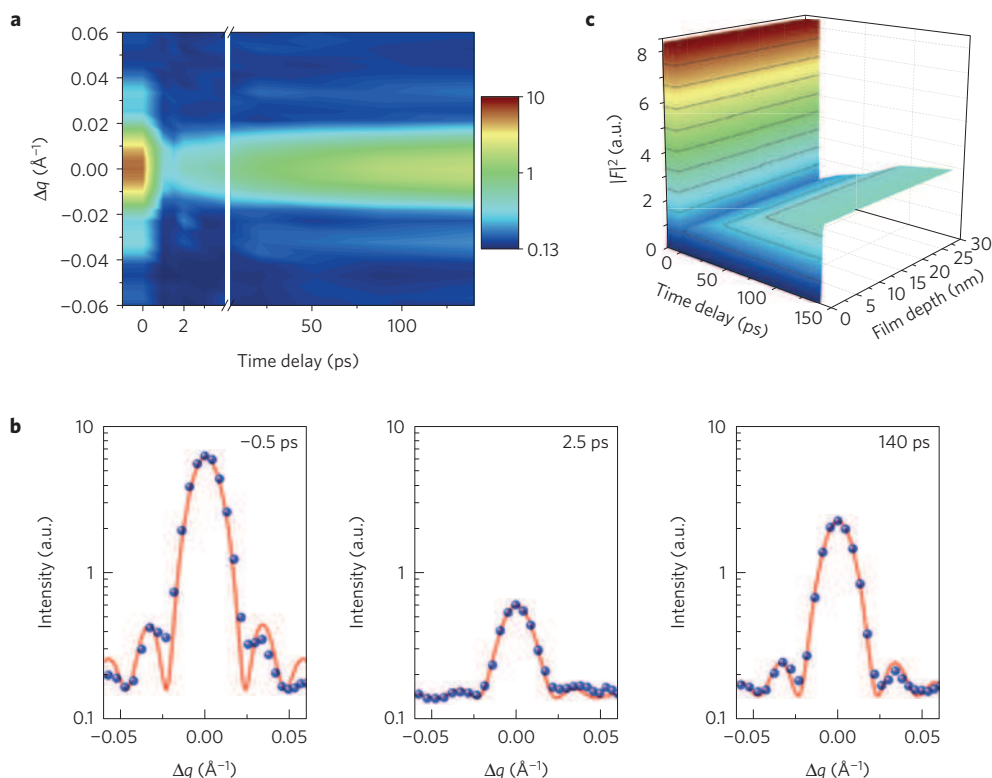 a
0.06
0.04
0.02
0.00
−0.02
−0.04
−0.06
Δq (Å⁻¹)
0
2
50
100
Time delay (ps)
10
1
0.13
c
8
6
4
2
0
|F|² (a.u.)
0
50
100
150
Time delay (ps)
0
5
10
15
20
25
30
Film depth (nm)
b
−0.5 ps
10
1
0.1
Intensity (a.u.)
−0.05
0.00
0.05
Δq (Å⁻¹)
2.5 ps
10
1
0.1
Intensity (a.u.)
−0.05
0.00
0.05
Δq (Å⁻¹)
140 ps
10
1
0.1
Intensity (a.u.)
−0.05
0.00
0.05
Δq (Å⁻¹)